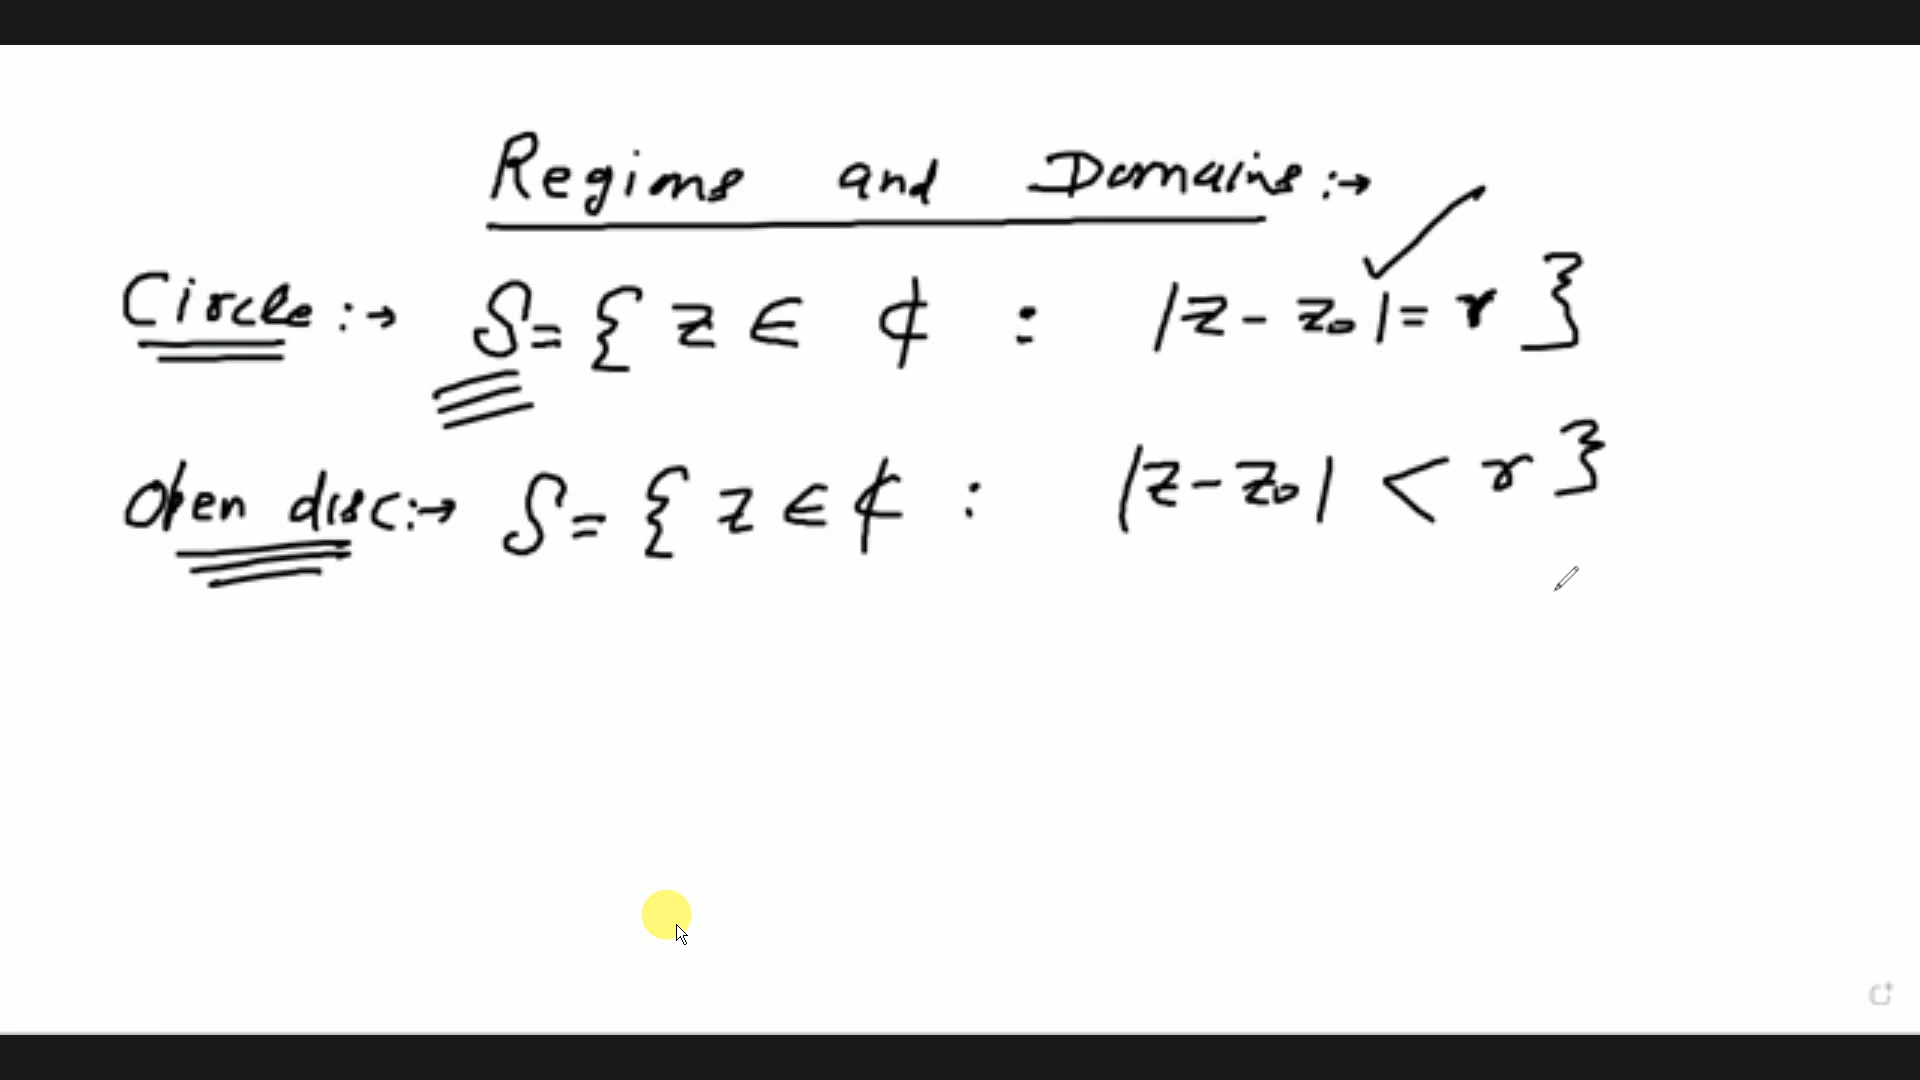 Regions and Domains :→
Circle :→ S = { z ∈ ₵ : |z - z₀| = r }
Open disc :→ S = { z ∈ ₵ : |z - z₀| < r }